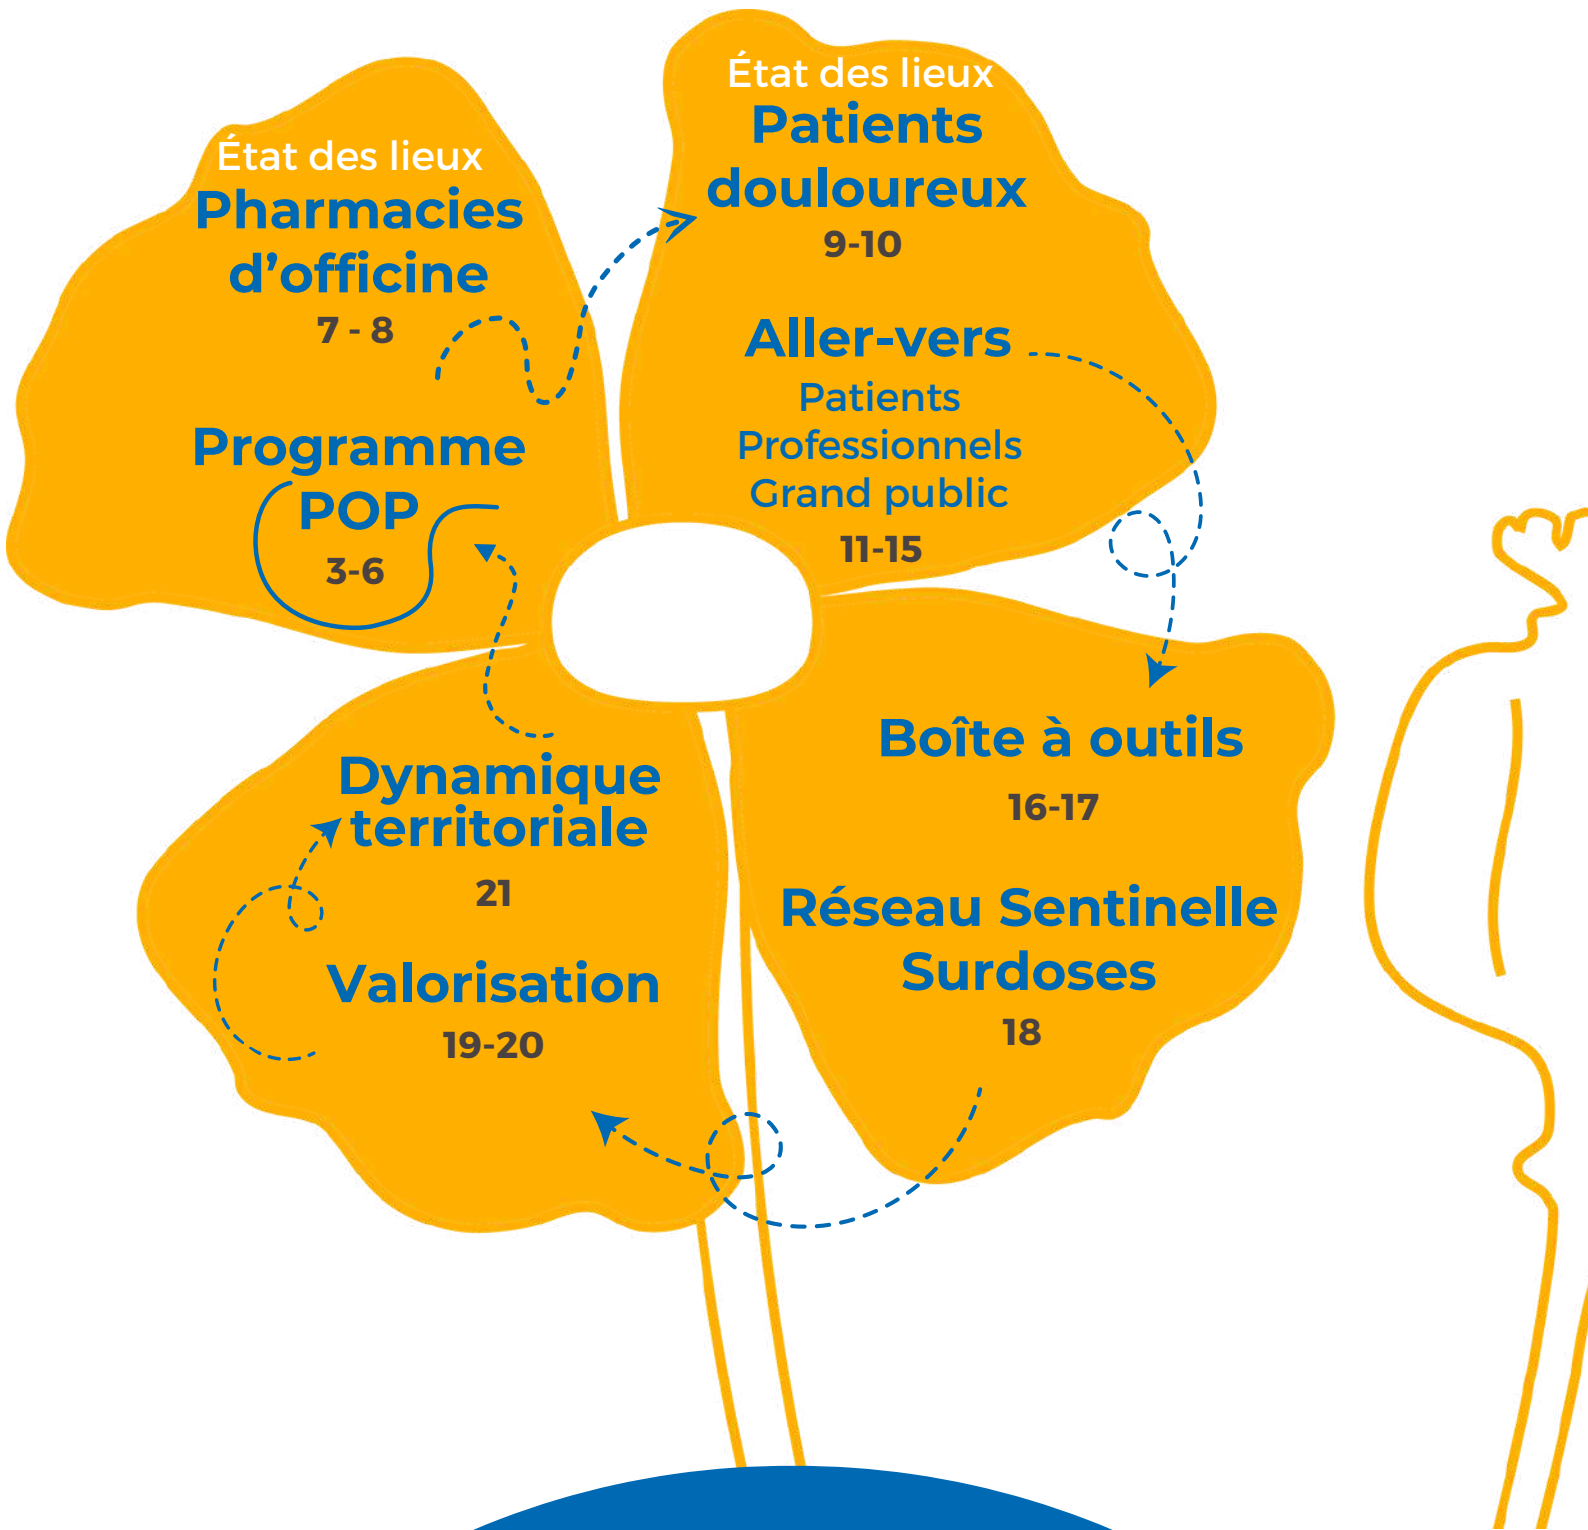 État des lieux
Pharmacies
d’officine
7 - 8
Programme
POP
3-6
État des lieux
Patients
douloureux
9-10
Aller-vers
Patients
Professionnels
Grand public
11-15
Boîte à outils
16-17
Réseau Sentinelle
Surdoses
18
Dynamique
territoriale
21
Valorisation
19-20